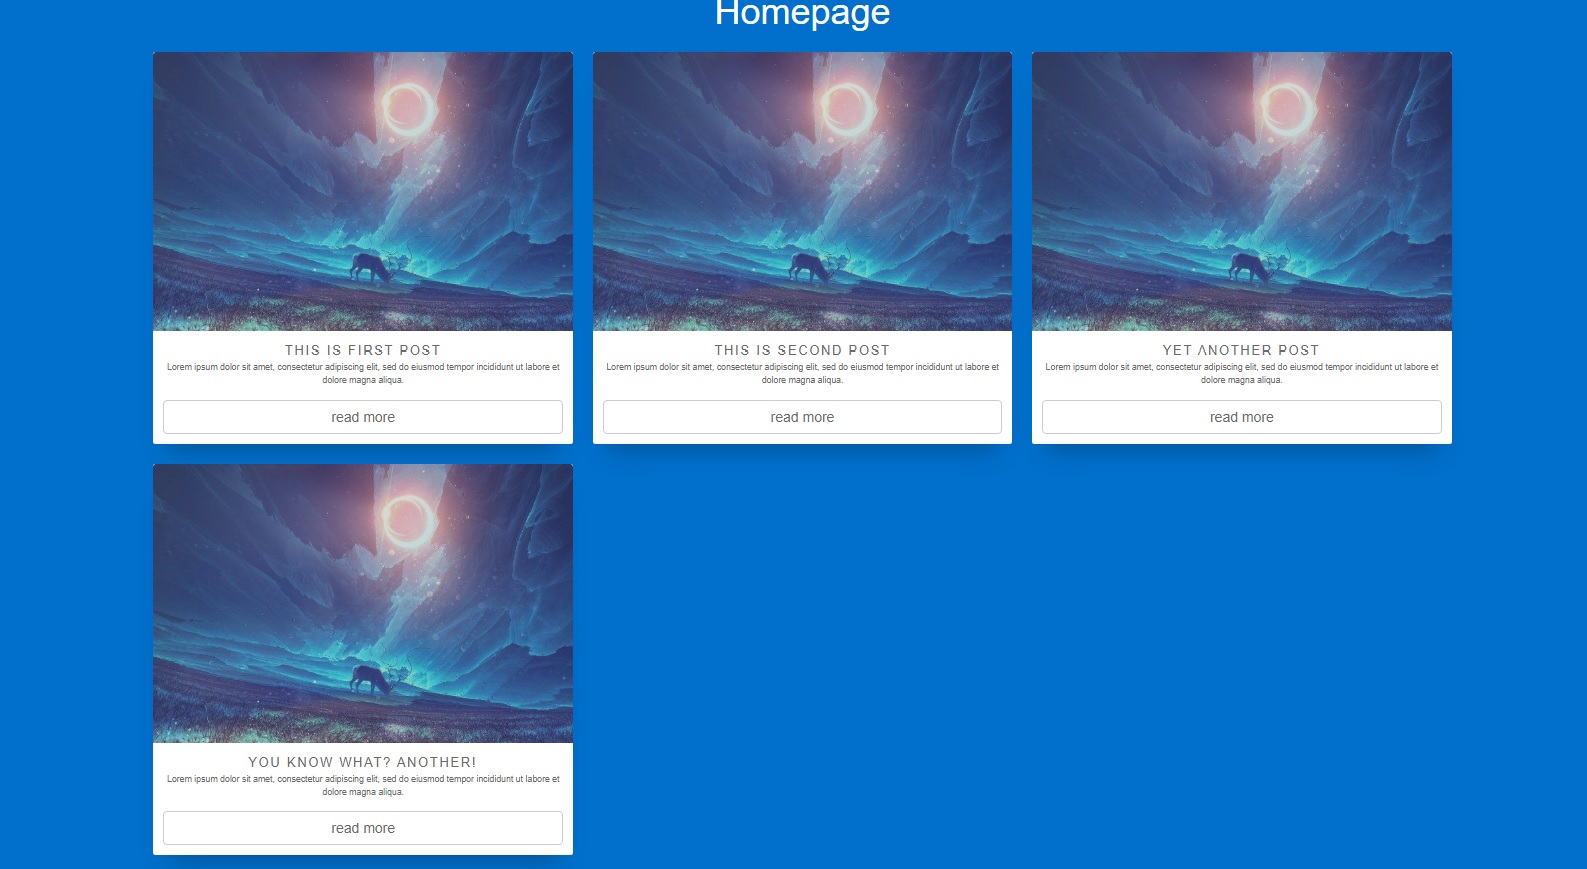 Homepage
THIS IS FIRST POST
Lorem ipsum dolor sit amet, consectetur adipiscing elit, sed do eiusmod tempor incididunt ut labore et
dolore magna aliqua.
read more
THIS IS SECOND POST
Lorem ipsum dolor sit amet, consectetur adipiscing elit, sed do eiusmod tempor incididunt ut labore et
dolore magna aliqua.
read more
YET ANOTHER POST
Lorem ipsum dolor sit amet, consectetur adipiscing elit, sed do eiusmod tempor incididunt ut labore et
dolore magna aliqua.
read more
YOU KNOW WHAT? ANOTHER!
Lorem ipsum dolor sit amet, consectetur adipiscing elit, sed do eiusmod tempor incididunt ut labore et
dolore magna aliqua.
read more